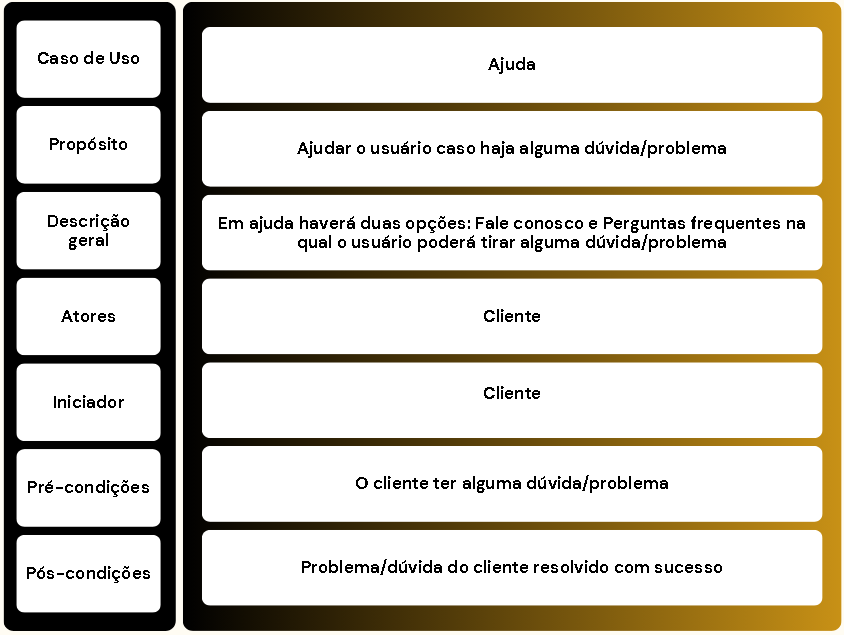 Caso de Uso
Ajuda
Propósito
Ajudar o usuário caso haja alguma dúvida/problema
Descrição
geral
Em ajuda haverá duas opções: Fale conosco e Perguntas frequentes na
qual o usuário poderá tirar alguma dúvida/problema
Atores
Cliente
Iniciador
Cliente
Pré-condições
O cliente ter alguma dúvida/problema
Pós-condições
Problema/dúvida do cliente resolvido com sucesso